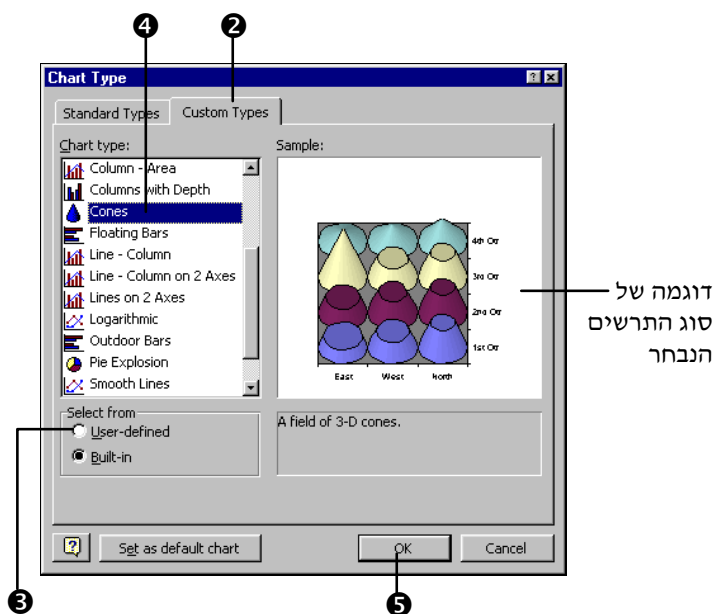 ❹ ❷
Chart Type
Standard Types Custom Types
Chart type: Sample:
Column - Area
Columns with Depth
Cones
Floating Bars
Line - Column
Line - Column on 2 Axes
Lines on 2 Axes
Logarithmic
Outdoor Bars
Pie Explosion
Smooth Lines
4th Qtr
3rd Qtr
2nd Qtr
1st Qtr
East West North
דוגמה של
סוג התרשים
הנבחר
Select from
User-defined
Built-in
A field of 3-D cones.
Set as default chart OK Cancel
❸ ❺